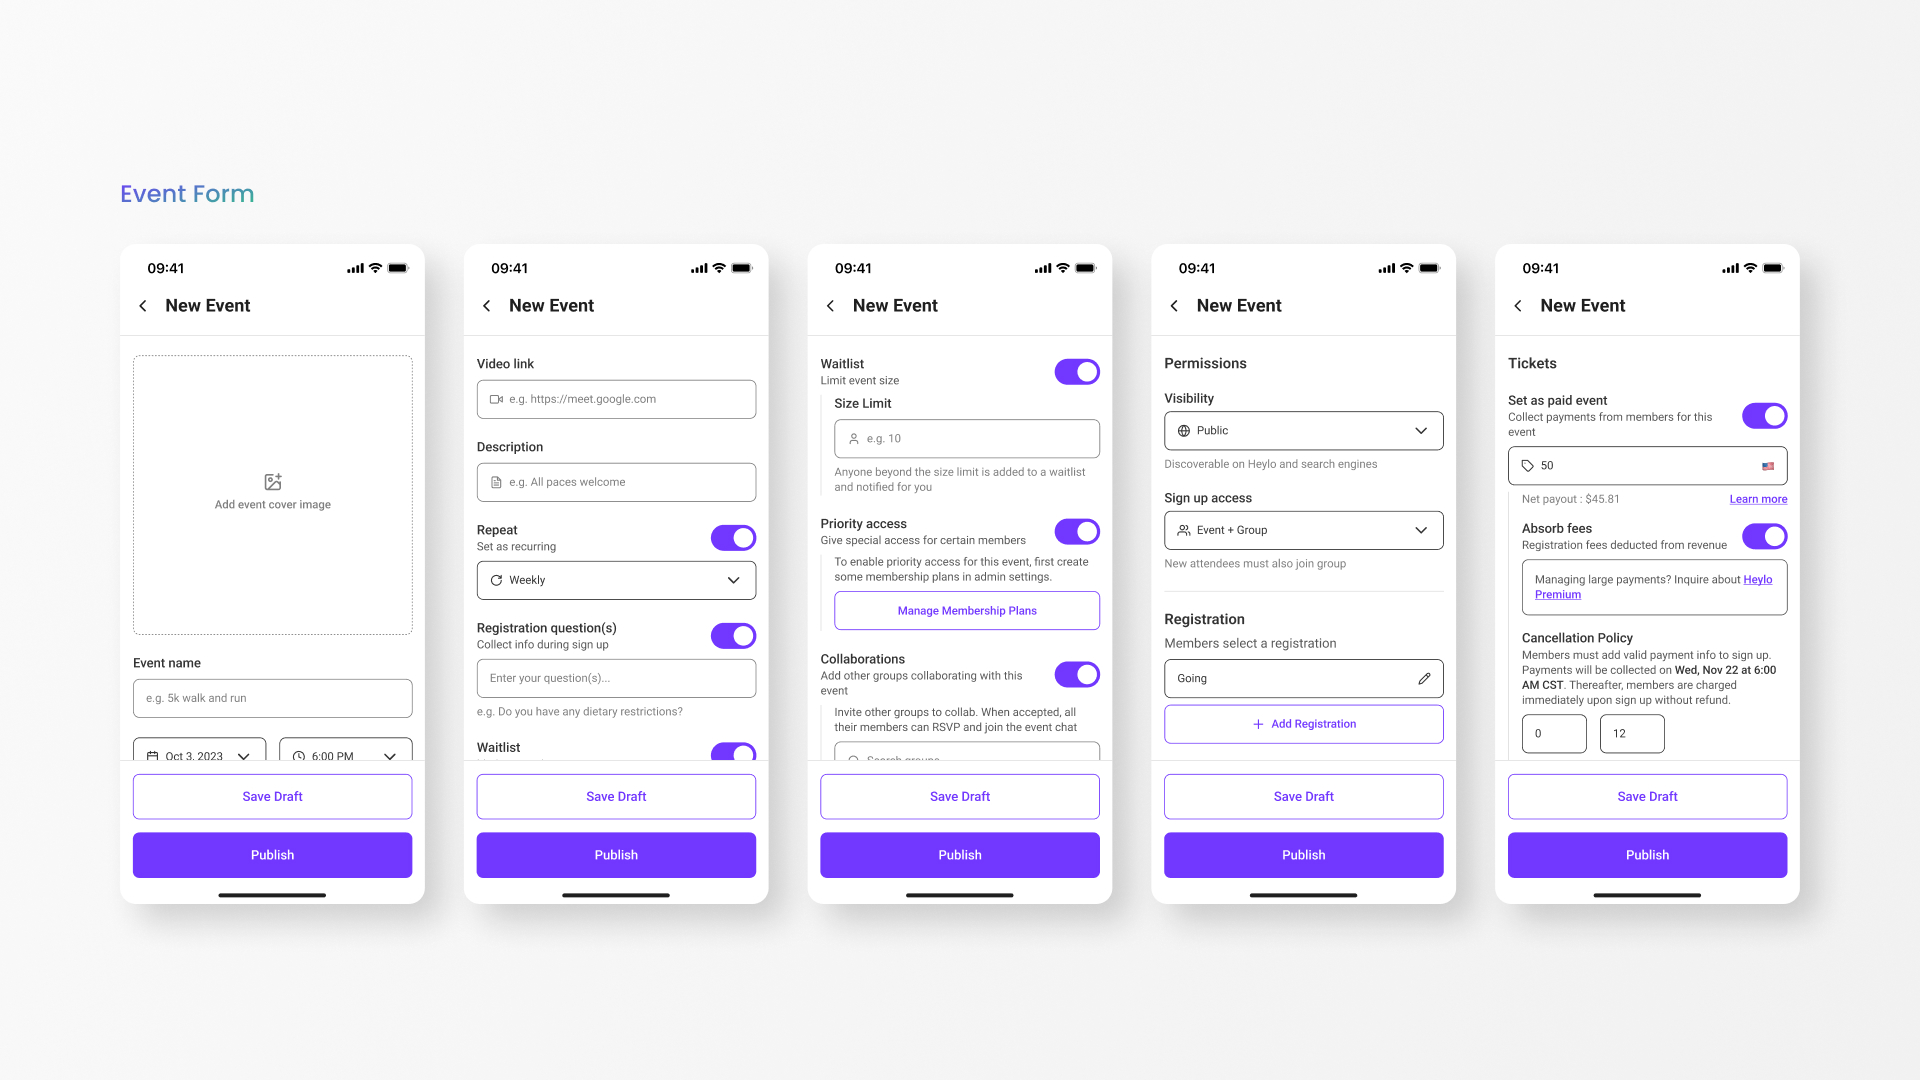 Event Form
09:41
New Event
Add event cover image
Event name
e.g. 5k walk and run
Oct 3, 2023
6:00 PM
Save Draft
Publish
09:41
New Event
Video link
e.g. https://meet.google.com
Description
e.g. All paces welcome
Repeat
Set as recurring
Weekly
Registration question(s)
Collect info during sign up
Enter your question(s)...
e.g. Do you have any dietary restrictions?
Waitlist
Save Draft
Publish
09:41
New Event
Waitlist
Limit event size
Size Limit
e.g. 10
Anyone beyond the size limit is added to a waitlist
and notified for you
Priority access
Give special access for certain members
To enable priority access for this event, first create
some membership plans in admin settings.
Manage Membership Plans
Collaborations
Add other groups collaborating with this
event
Invite other groups to collab. When accepted, all
their members can RSVP and join the event chat
Search groups
Save Draft
Publish
09:41
New Event
Permissions
Visibility
Public
Discoverable on Heylo and search engines
Sign up access
Event + Group
New attendees must also join group
Registration
Members select a registration
Going
Add Registration
Save Draft
Publish
09:41
New Event
Tickets
Set as paid event
Collect payments from members for this
event
50
Net payout : $45.81
Learn more
Absorb fees
Registration fees deducted from revenue
Managing large payments? Inquire about Heylo
Premium
Cancellation Policy
Members must add valid payment info to sign up.
Payments will be collected on Wed, Nov 22 at 6:00
AM CST. Thereafter, members are charged
immediately upon sign up without refund.
0
12
Save Draft
Publish